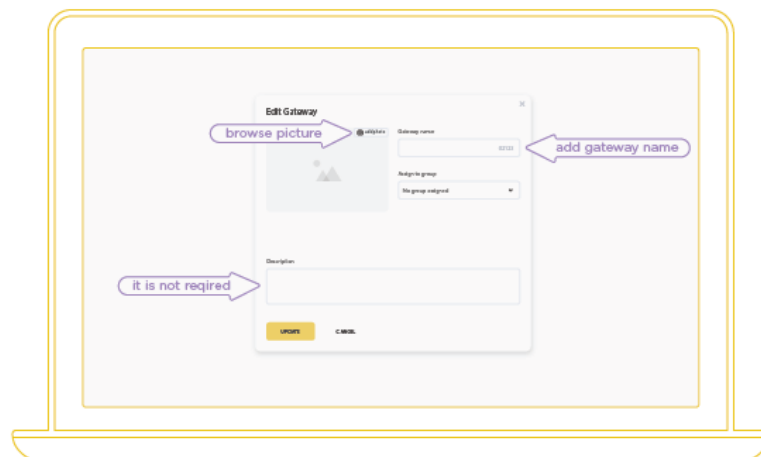 Edit Gateway
browse picture
Gateway name
add gateway name
Assign to group
No group assigned
Description
it is not reqired
UPDATE
CANCEL